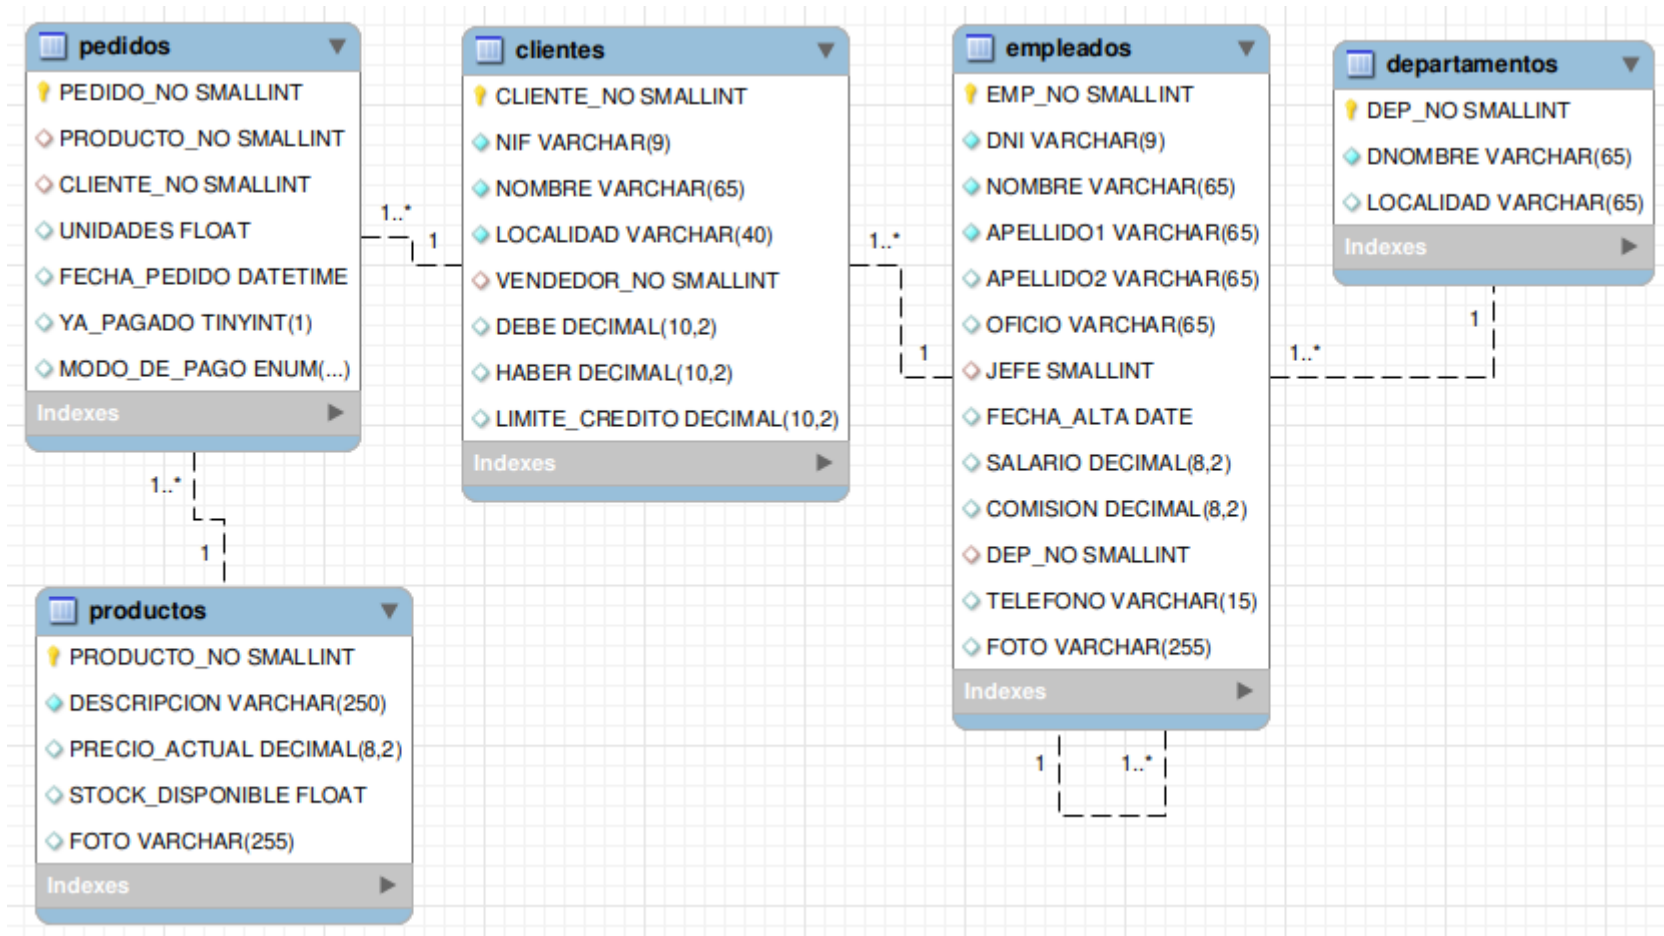 pedidos
PEDIDO_NO SMALLINT
PRODUCTO_NO SMALLINT
CLIENTE_NO SMALLINT
UNIDADES FLOAT
FECHA_PEDIDO DATETIME
YA_PAGADO TINYINT(1)
MODO_DE_PAGO ENUM(...)
Indexes
1..*
1
clientes
CLIENTE_NO SMALLINT
NIF VARCHAR(9)
NOMBRE VARCHAR(65)
LOCALIDAD VARCHAR(40)
VENDEDOR_NO SMALLINT
DEBE DECIMAL(10,2)
HABER DECIMAL(10,2)
LIMITE_CREDITO DECIMAL(10,2)
Indexes
1..*
1
empleados
EMP_NO SMALLINT
DNI VARCHAR(9)
NOMBRE VARCHAR(65)
APELLIDO1 VARCHAR(65)
APELLIDO2 VARCHAR(65)
OFICIO VARCHAR(65)
JEFE SMALLINT
FECHA_ALTA DATE
SALARIO DECIMAL(8,2)
COMISION DECIMAL(8,2)
DEP_NO SMALLINT
TELEFONO VARCHAR(15)
FOTO VARCHAR(255)
Indexes
1
1..*
1..*
1
departamentos
DEP_NO SMALLINT
DNOMBRE VARCHAR(65)
LOCALIDAD VARCHAR(65)
Indexes
1..*
1
productos
PRODUCTO_NO SMALLINT
DESCRIPCION VARCHAR(250)
PRECIO_ACTUAL DECIMAL(8,2)
STOCK_DISPONIBLE FLOAT
FOTO VARCHAR(255)
Indexes